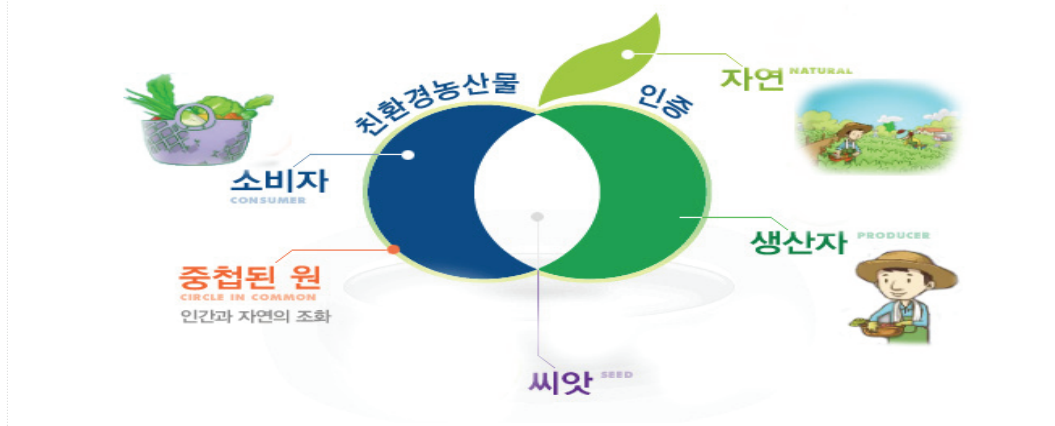 친환경농산물 인증
자연 NATURAL
소비자
CONSUMER
생산자 PRODUCER
중첩된 원
CIRCLE IN COMMON
인간과 자연의 조화
씨앗 SEED